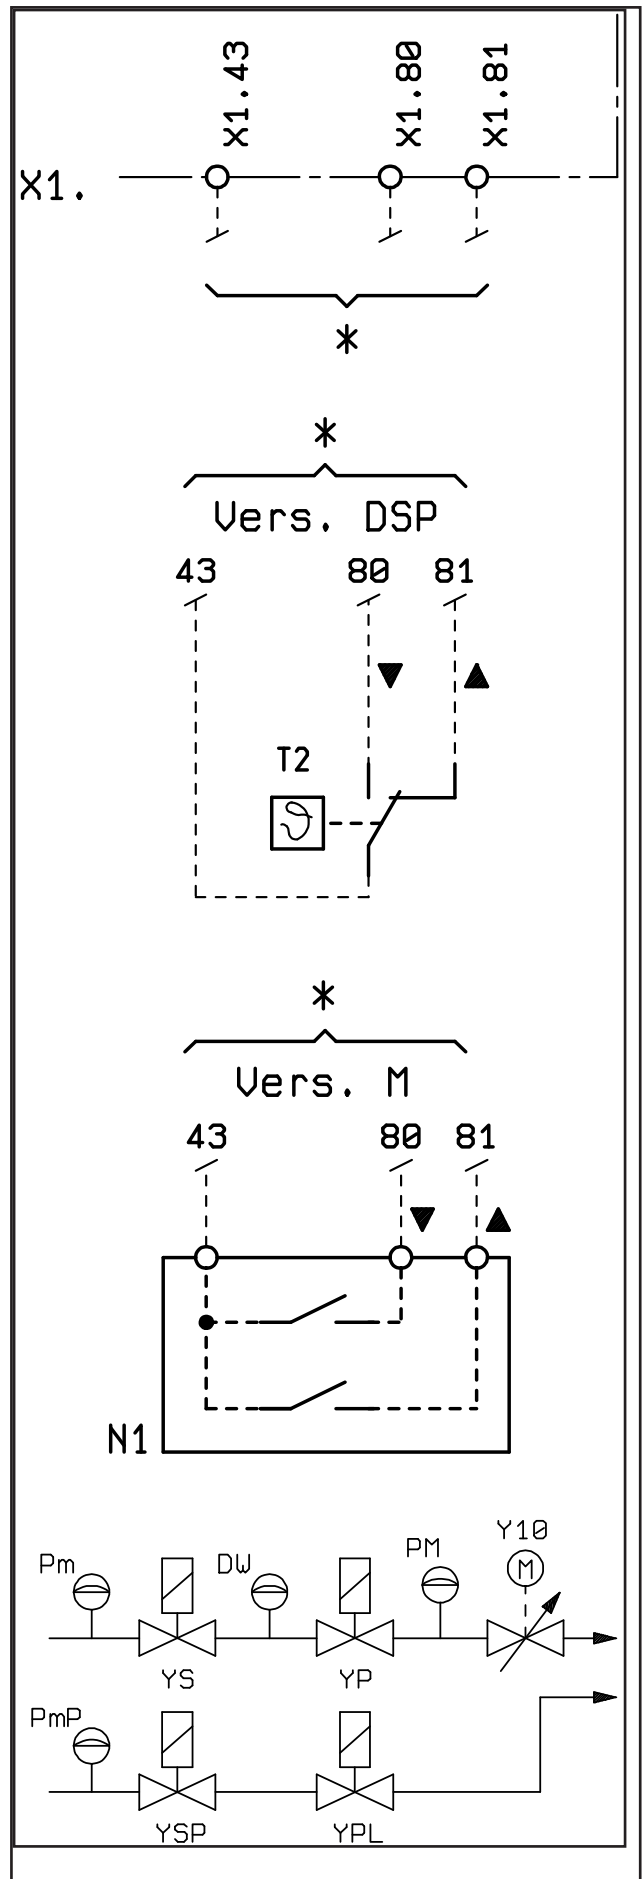 X1.43 X1.80 X1.81
X1.
*
*
Vers. DSP
43 80 81
T2
*
Vers. M
43 80 81
N1
Y10
Pm DW PM
M
YS YP
PmP
YSP YPL